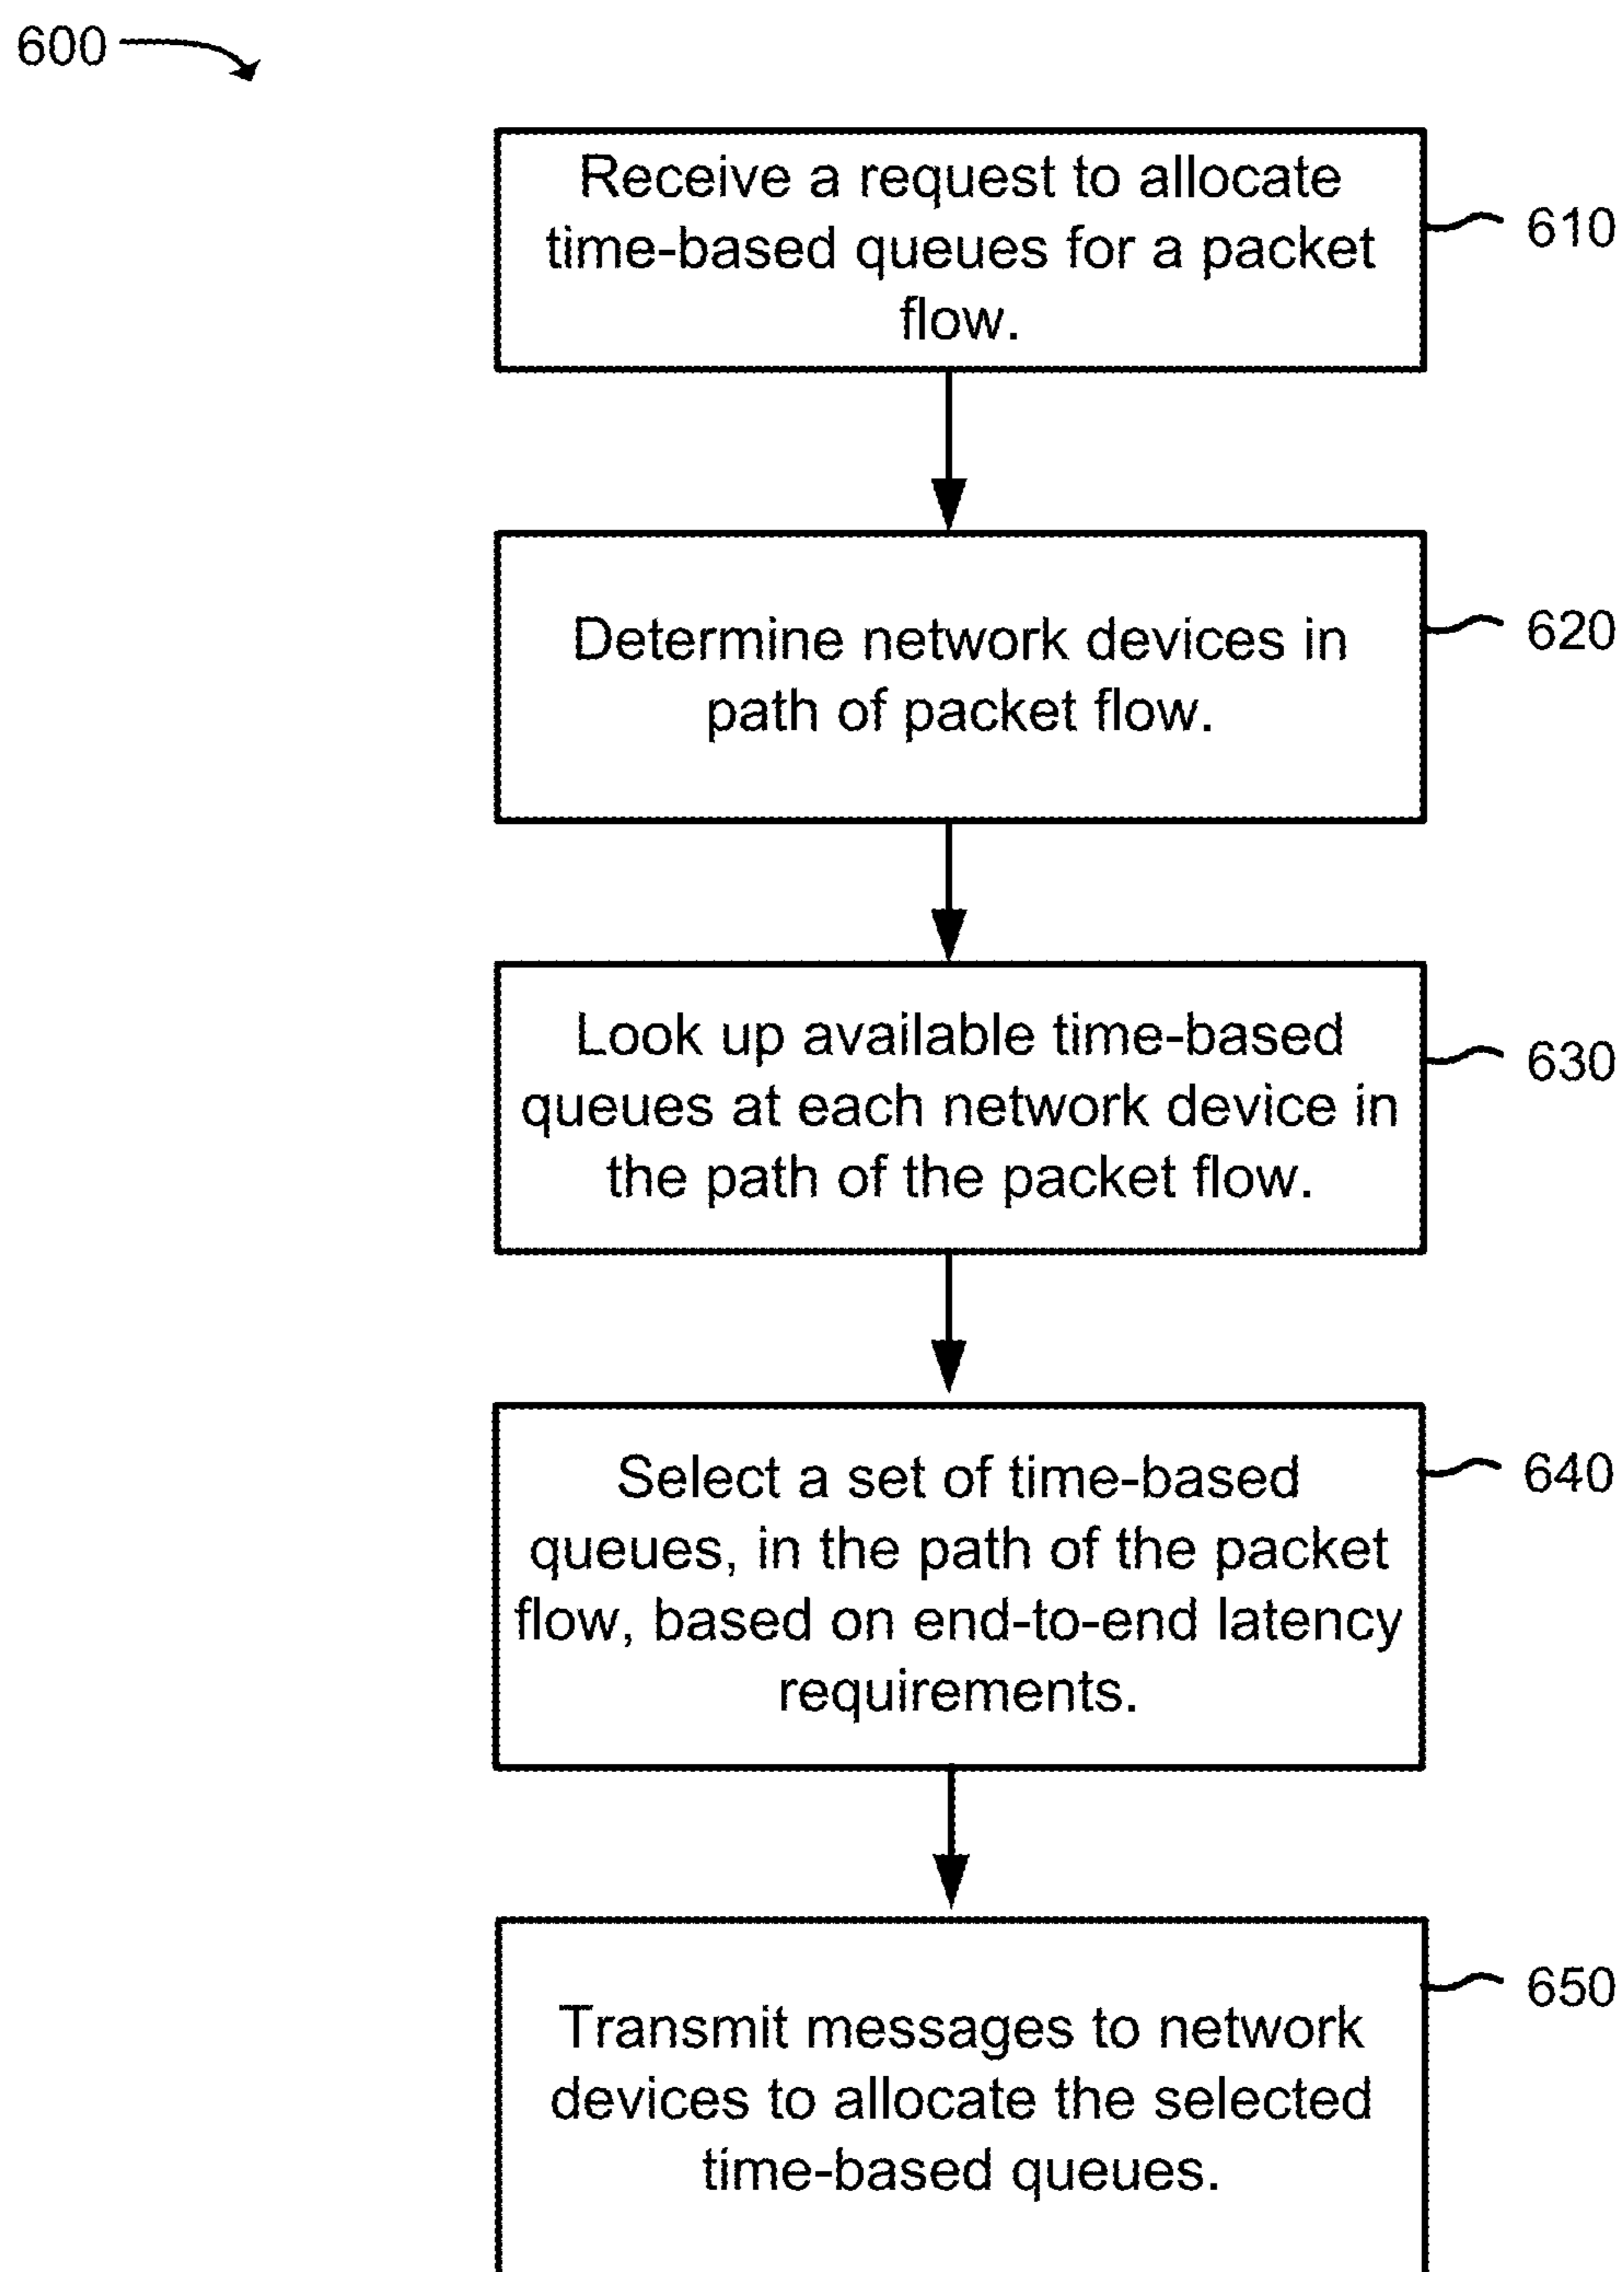 600
Receive a request to allocate
time-based queues for a packet
flow.
610
Determine network devices in
path of packet flow.
620
Look up available time-based
queues at each network device in
the path of the packet flow.
630
Select a set of time-based
queues, in the path of the packet
flow, based on end-to-end latency
requirements.
640
Transmit messages to network
devices to allocate the selected
time-based queues.
650